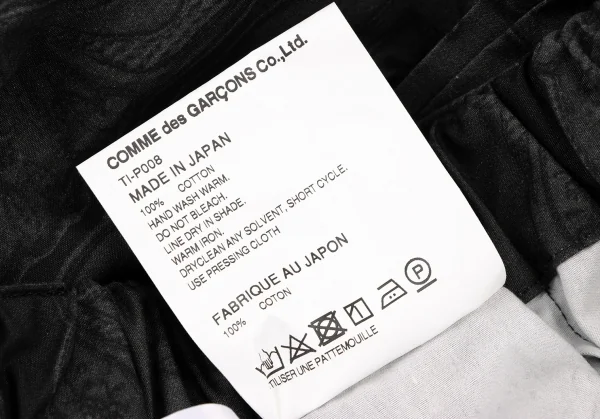 COMME des GARÇONS Co.,Ltd.
TI-P008
MADE IN JAPAN
100% COTTON
HAND WASH WARM.
DO NOT BLEACH.
LINE DRY IN SHADE.
WARM IRON.
DRYCLEAN ANY SOLVENT, SHORT CYCLE.
USE PRESSING CLOTH
FABRIQUE AU JAPON
100% COTON
P
TILISER UNE PATTEMOUILLE